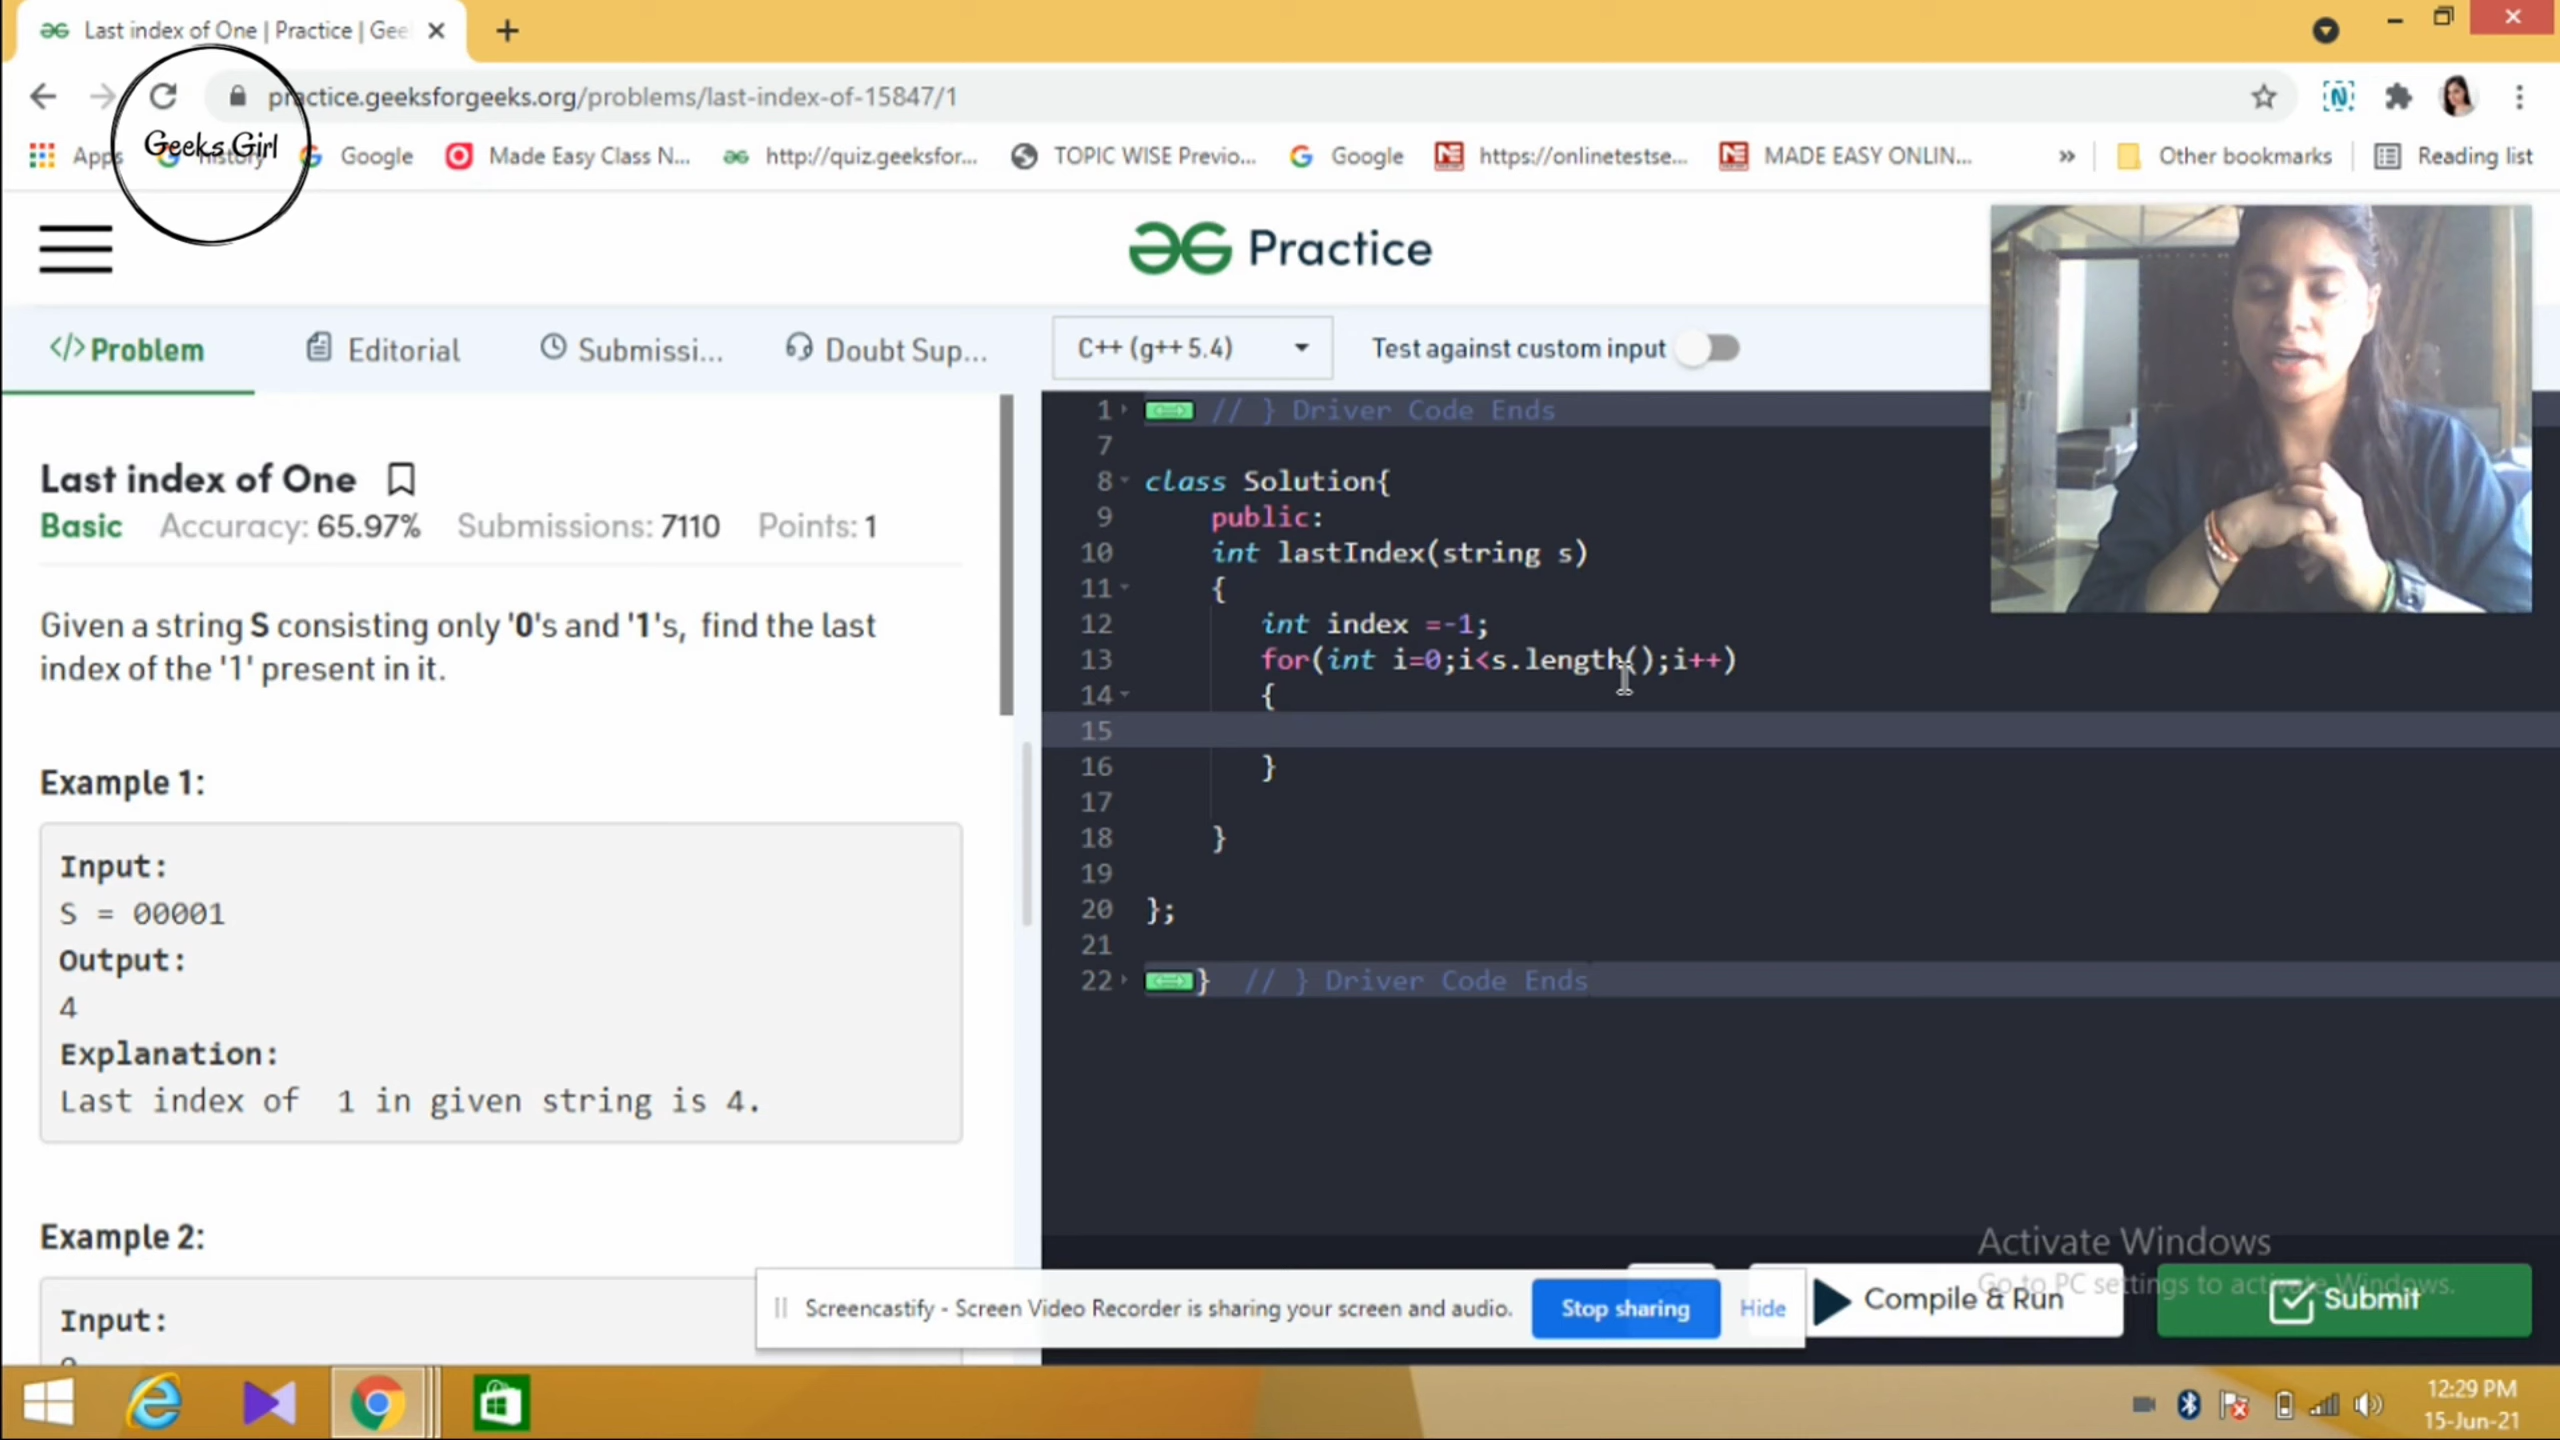 Last index of One | Practice | Gee
practice.geeksforgeeks.org/problems/last-index-of-15847/1
Geeks Girl
Apps
history
Google
Made Easy Class N...
http://quiz.geeksfor...
TOPIC WISE Previo...
Google
https://onlinetestse...
MADE EASY ONLIN...
»
Other bookmarks
Reading list
Practice
</>Problem
Editorial
Submissi...
Doubt Sup...
C++ (g++ 5.4)
Test against custom input
Last index of One
Basic Accuracy: 65.97% Submissions: 7110 Points: 1
Given a string S consisting only '0's and '1's, find the last
index of the '1' present in it.
Example 1:
Input:
S = 00001
Output:
4
Explanation:
Last index of 1 in given string is 4.
Example 2:
Input:
1 // } Driver Code Ends
7
8 class Solution{
9 public:
10 int lastIndex(string s)
11 {
12 int index =-1;
13 for(int i=0;i<s.length();i++)
14 {
15
16 }
17
18 }
19
20 };
21
22 } // } Driver Code Ends
Activate Windows
Go to PC settings to activate Windows.
Screencastify - Screen Video Recorder is sharing your screen and audio.
Stop sharing
Hide
Compile & Run
Submit
12:29 PM
15-Jun-21